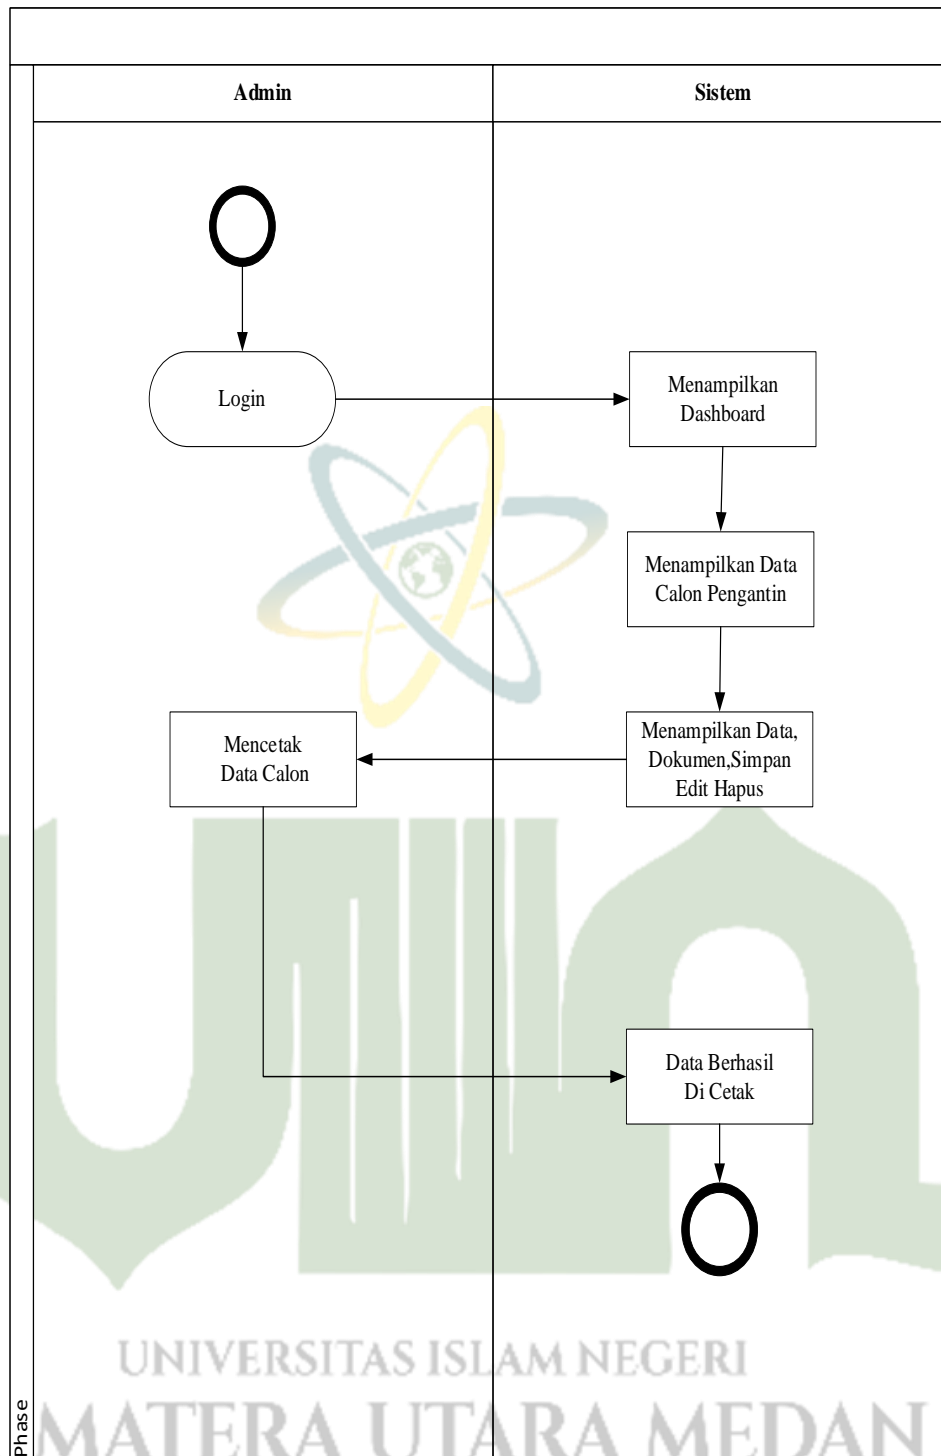 Admin
Sistem
Login
Menampilkan
Dashboard
Menampilkan Data
Calon Pengantin
Menampilkan Data,
Dokumen,Simpan
Edit Hapus
Mencetak
Data Calon
Data Berhasil
Di Cetak
UNIVERSITAS ISLAM NEGERI
MATERA UTARA MEDAN
Phase